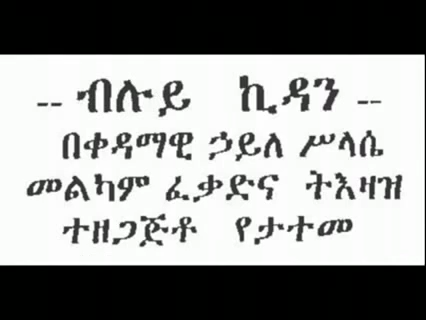 -- ብሉይ ኪዳን --
በቀዳማዊ ኃይለ ሥላሴ
መልካም ፈቃድና ትእዛዝ
ተዘጋጅቶ የታተመ